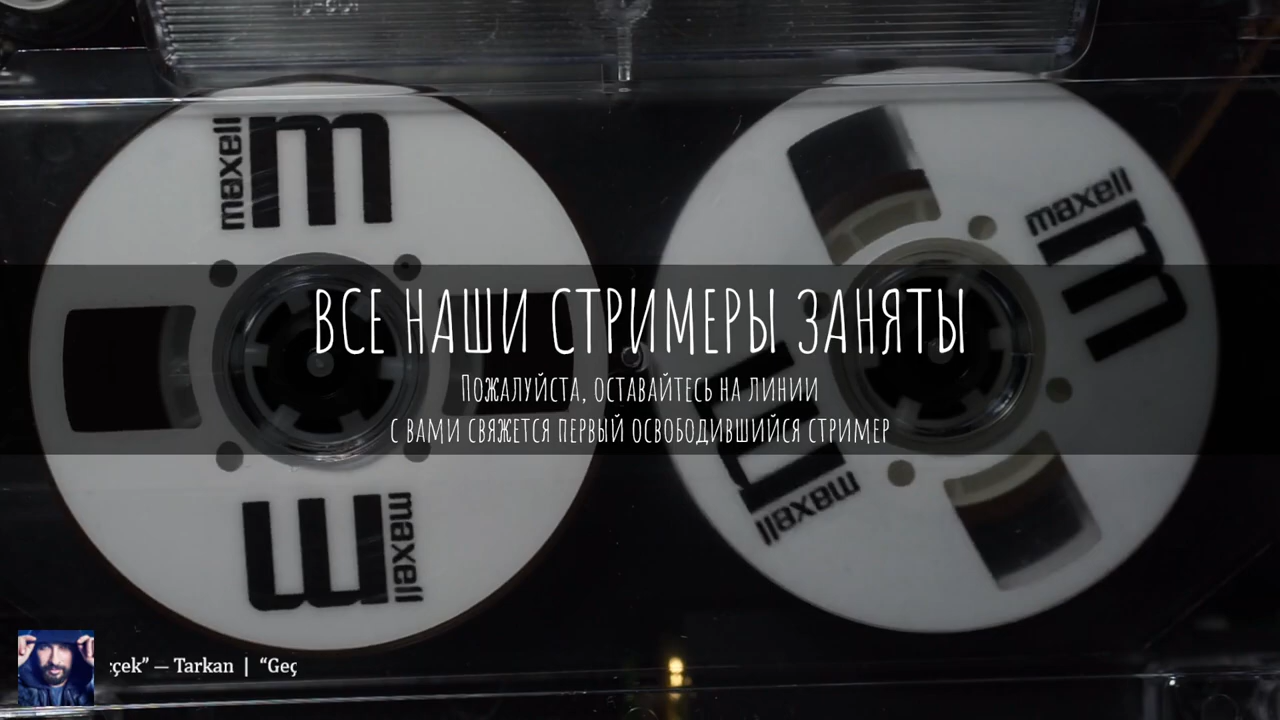 maxell
m
maxell
m
ВСЕ НАШИ СТРИМЕРЫ ЗАНЯТЫ
Пожалуйста, оставайтесь на линии
с вами свяжется первый освободившийся стример
m
maxell
m
maxell
çek” — Tarkan | “Geç